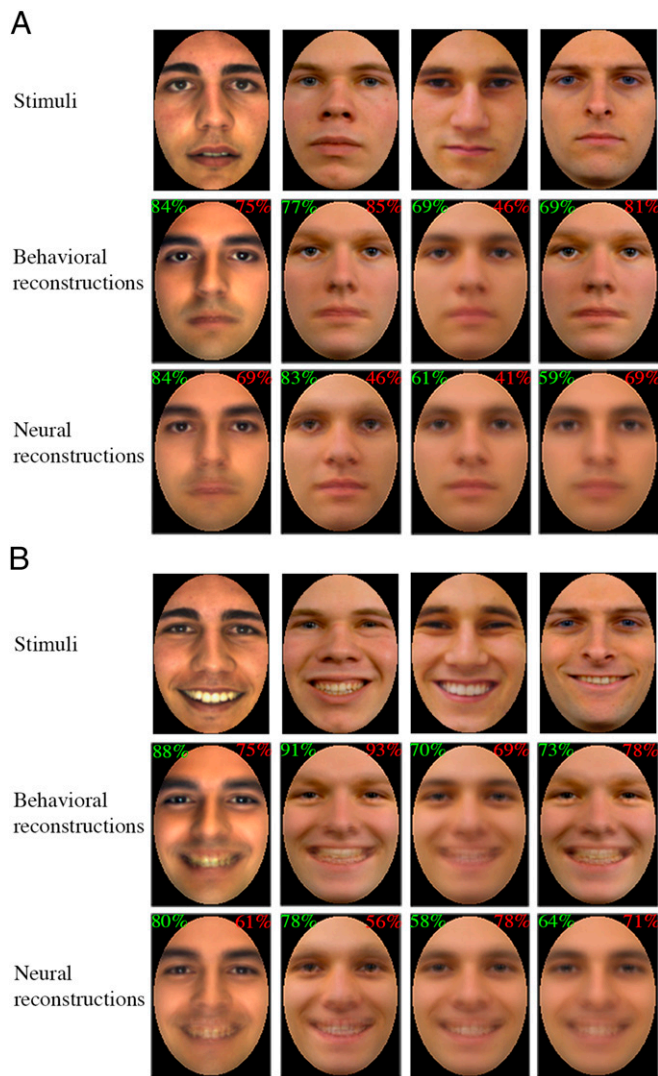 A
Stimuli
84% 75% 77% 85% 69% 46% 69% 81%
Behavioral
reconstructions
84% 69% 83% 46% 61% 41% 59% 69%
Neural
reconstructions
B
Stimuli
88% 75% 91% 93% 70% 69% 73% 78%
Behavioral
reconstructions
80% 61% 78% 56% 58% 78% 64% 71%
Neural
reconstructions